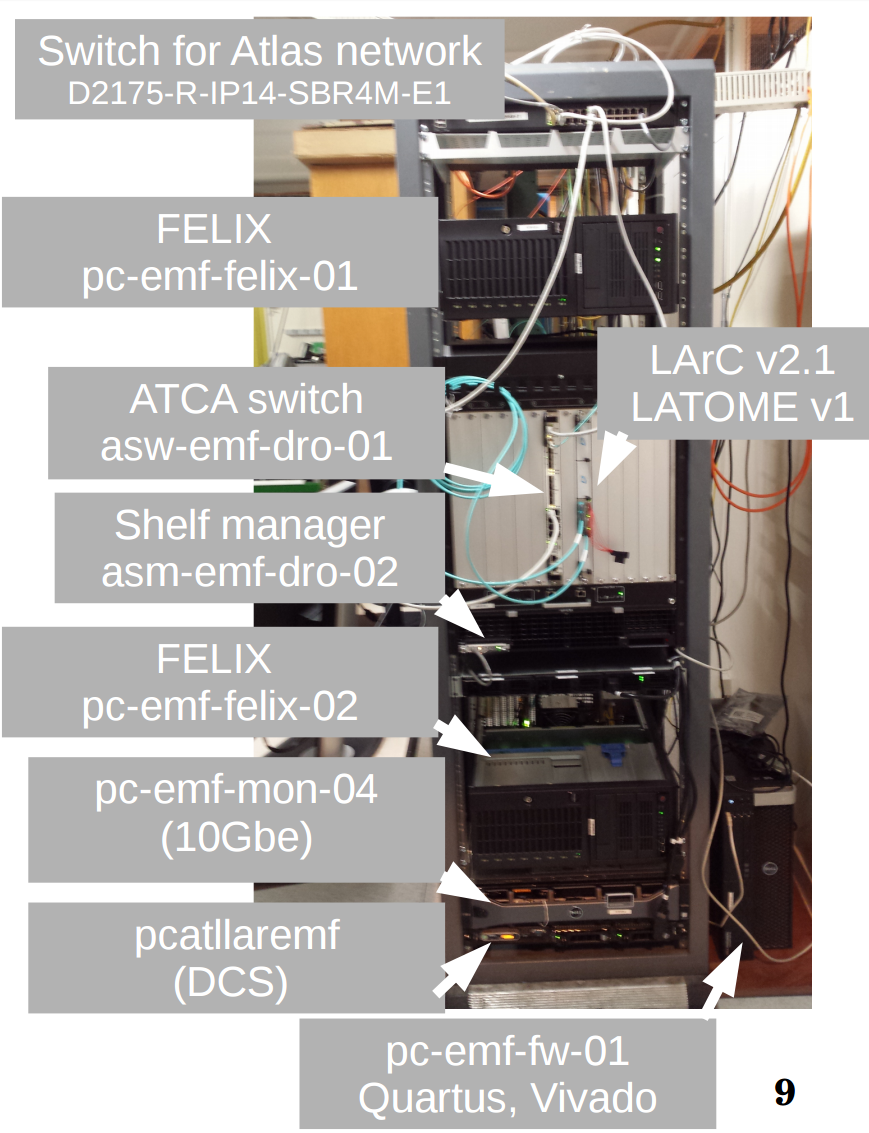 Switch for Atlas network
D2175-R-IP14-SBR4M-E1
FELIX
pc-emf-felix-01
LArC v2.1
LATOME v1
ATCA switch
asw-emf-dro-01
Shelf manager
asm-emf-dro-02
FELIX
pc-emf-felix-02
pc-emf-mon-04
(10Gbe)
pcatllaremf
(DCS)
pc-emf-fw-01
Quartus, Vivado
9